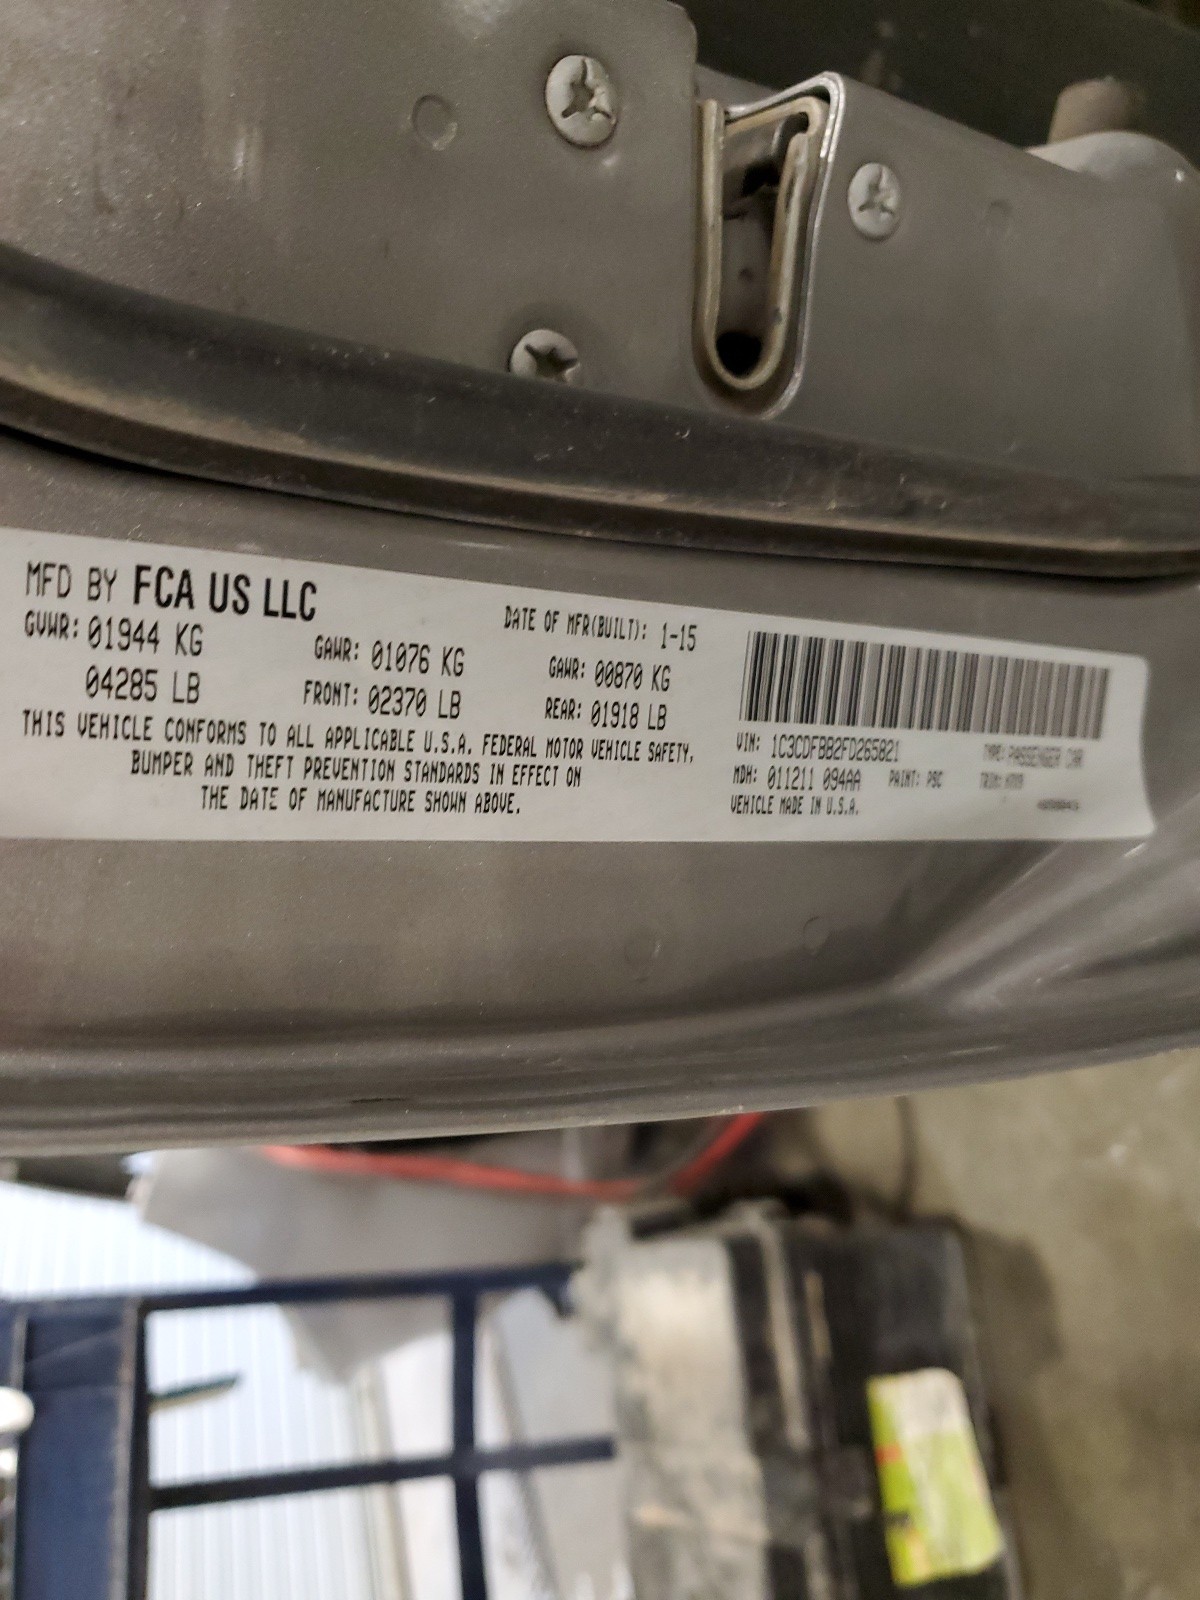 MFD BY FCA US LLC
DATE OF MFR(BUILT): 1-15
GVWR: 01944 KG GAWR: 01076 KG GAWR: 00870 KG
04285 LB FRONT: 02370 LB REAR: 01918 LB
THIS VEHICLE CONFORMS TO ALL APPLICABLE U.S.A. FEDERAL MOTOR VEHICLE SAFETY,
BUMPER AND THEFT PREVENTION STANDARDS IN EFFECT ON
THE DATE OF MANUFACTURE SHOWN ABOVE.
VIN: 1C3CDFBB2FD265821 TYPE: PASSENGER CAR
MDH: 011211 094AA PAINT: PSC TRIM:
VEHICLE MADE IN U.S.A.